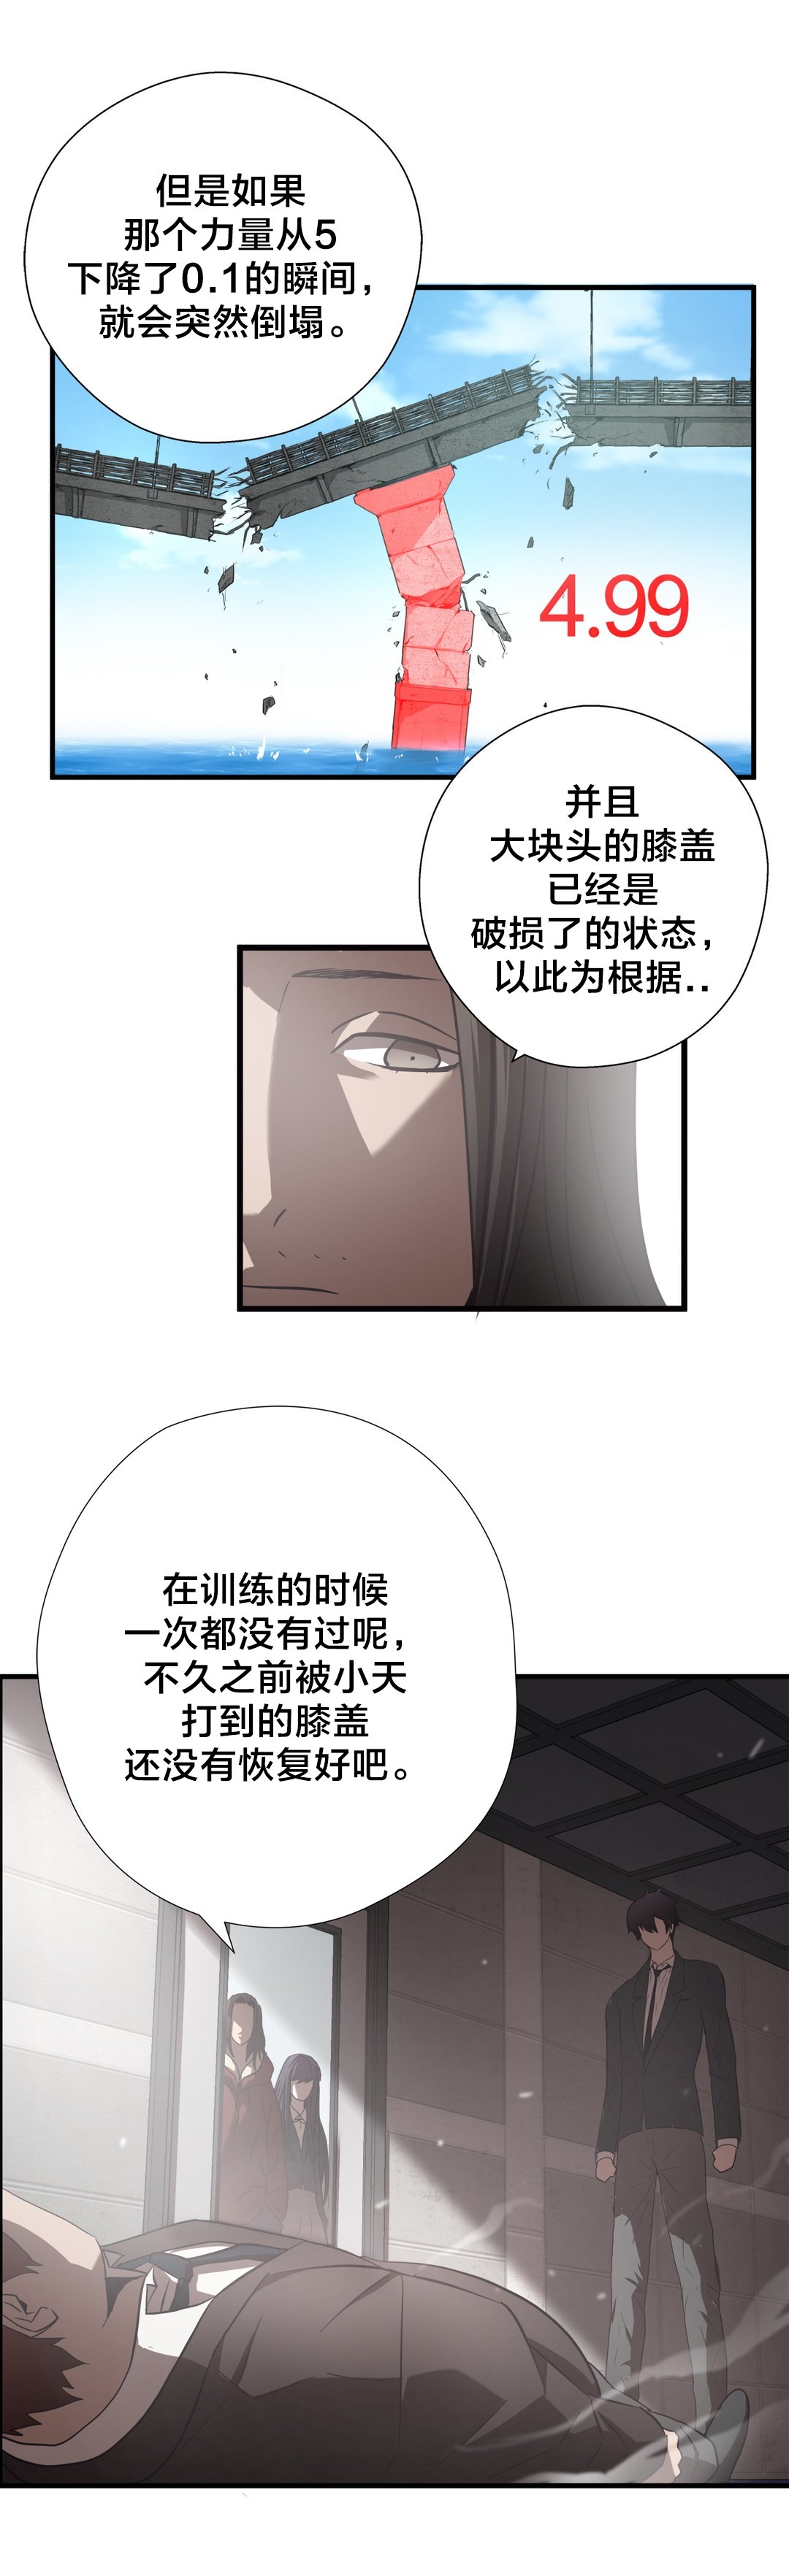 但是如果
那个力量从5
下降了0.1的瞬间，
就会突然倒塌。
4.99
并且
大块头的膝盖
已经是
破损了的状态，
以此为根据..
在训练的时候
一次都没有过呢，
不久之前被小天
打到的膝盖
还没有恢复好吧。